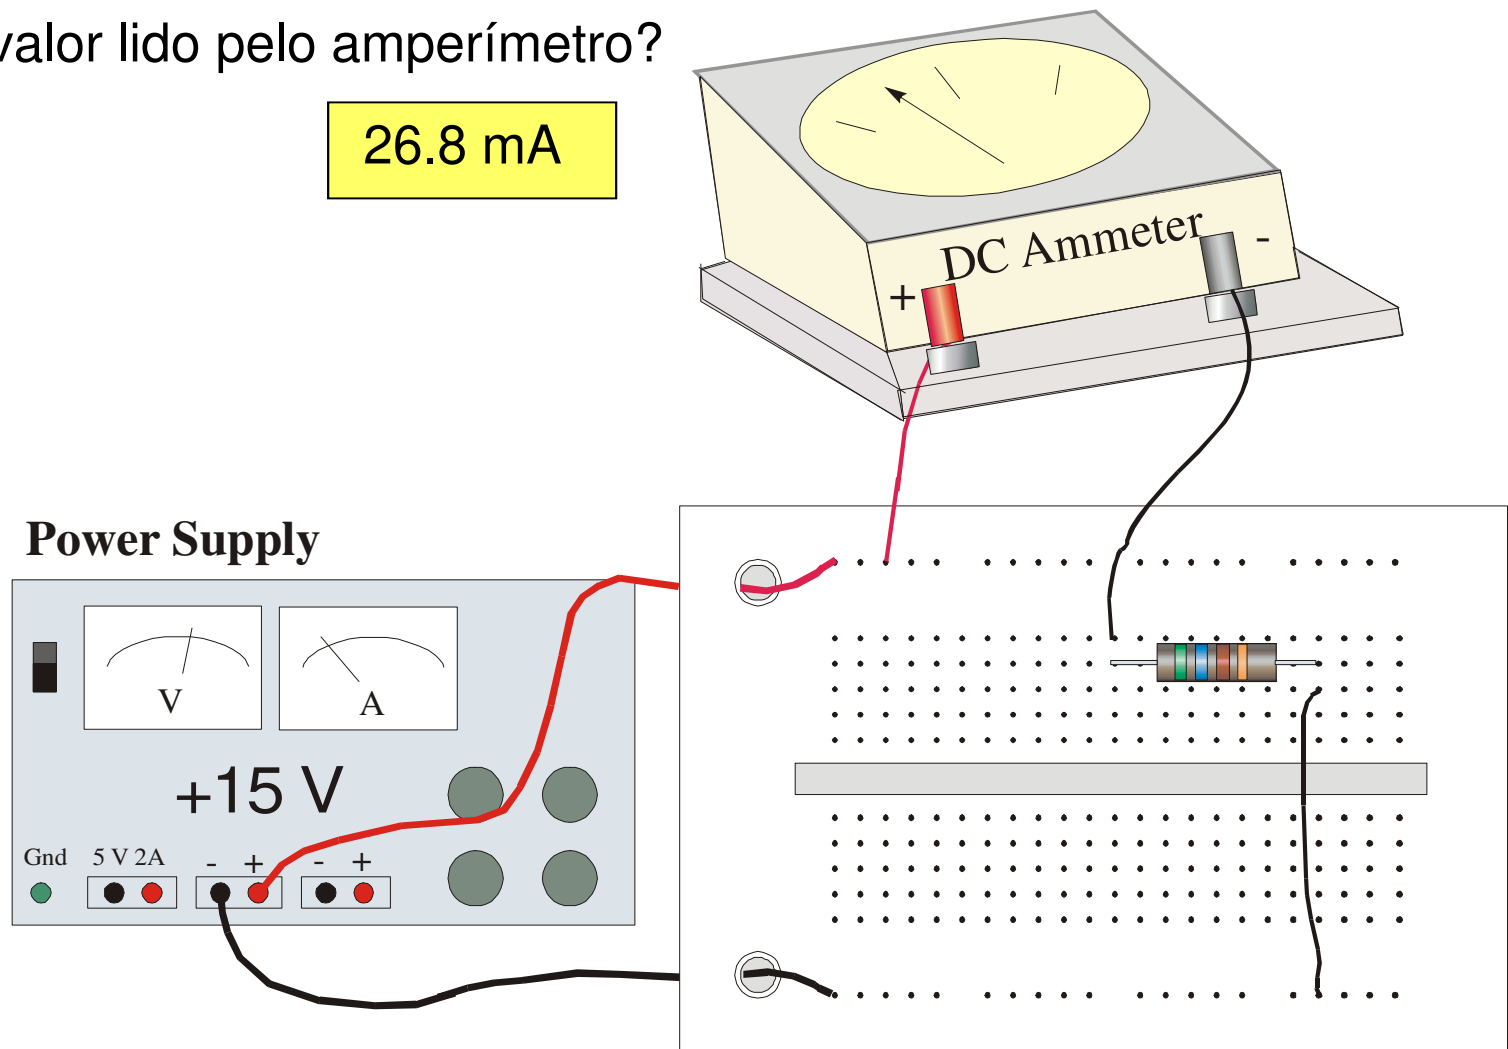 valor lido pelo amperímetro?
26.8 mA
DC Ammeter
+ -
Power Supply
V A
+15 V
Gnd 5 V 2A - + - +